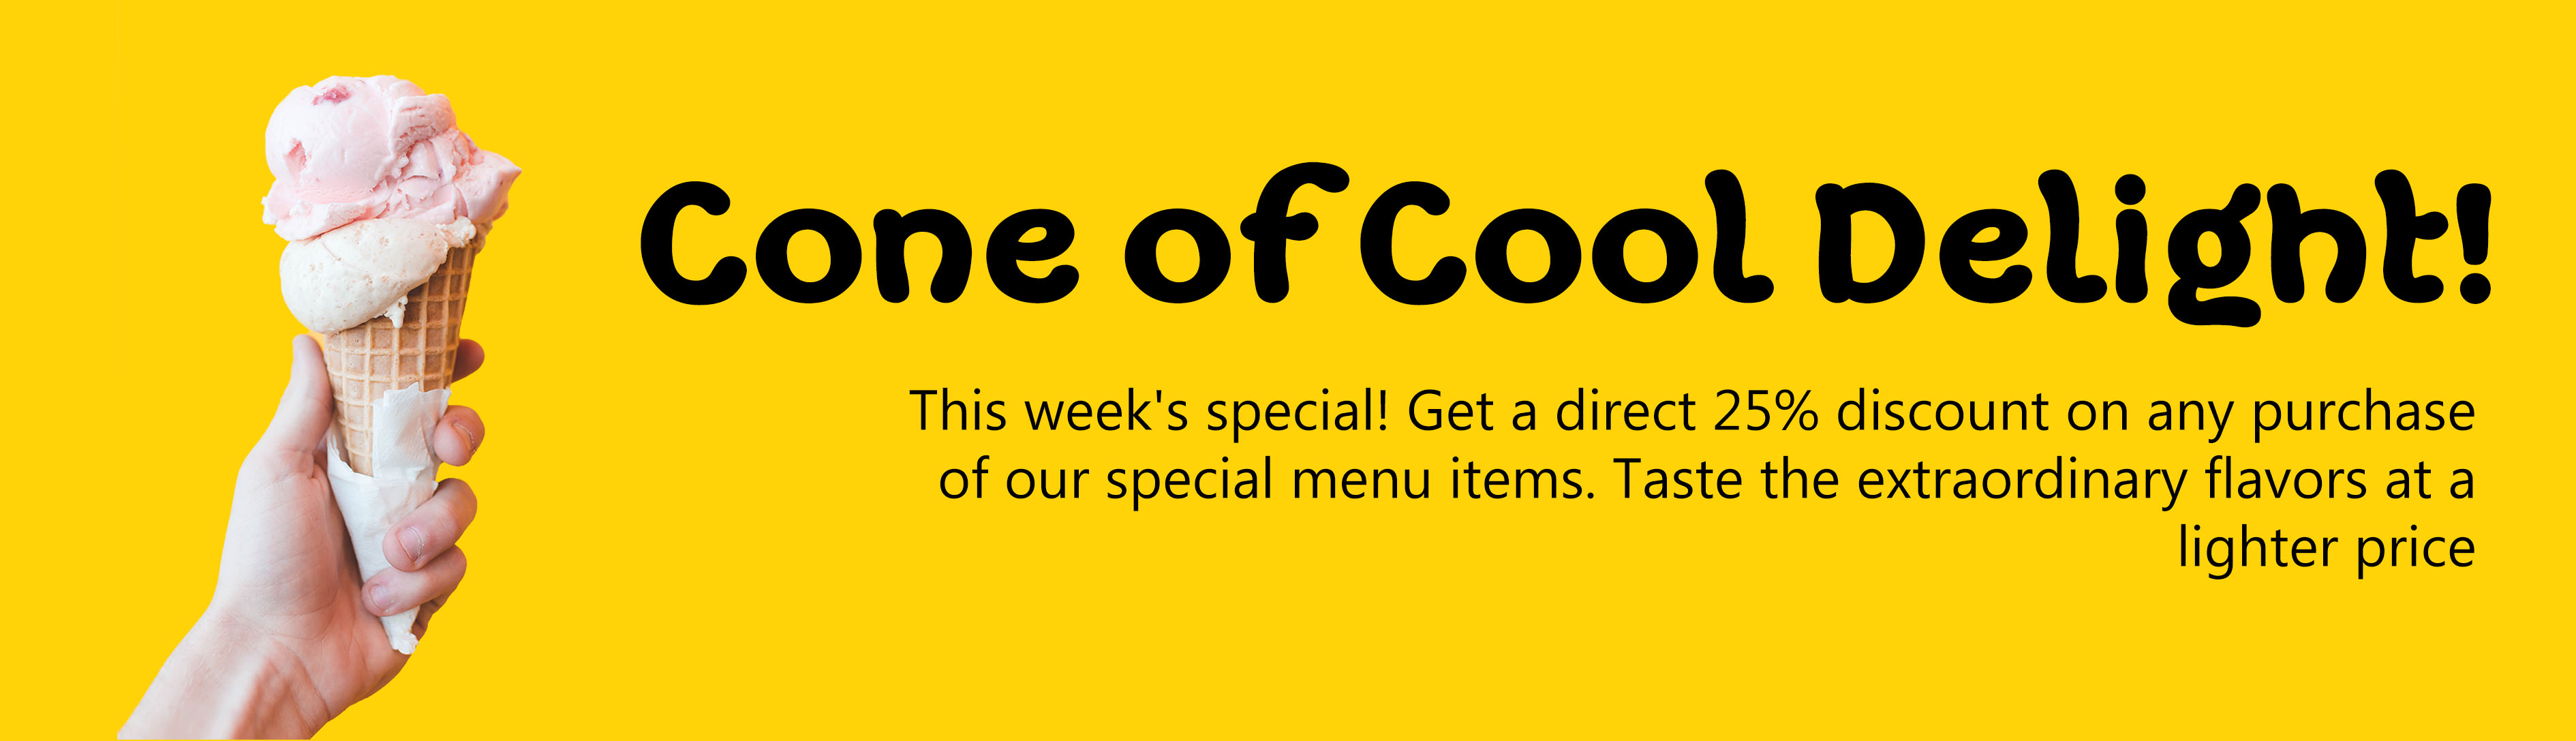 Cone of Cool Delight!
This week's special! Get a direct 25% discount on any purchase
of our special menu items. Taste the extraordinary flavors at a
lighter price